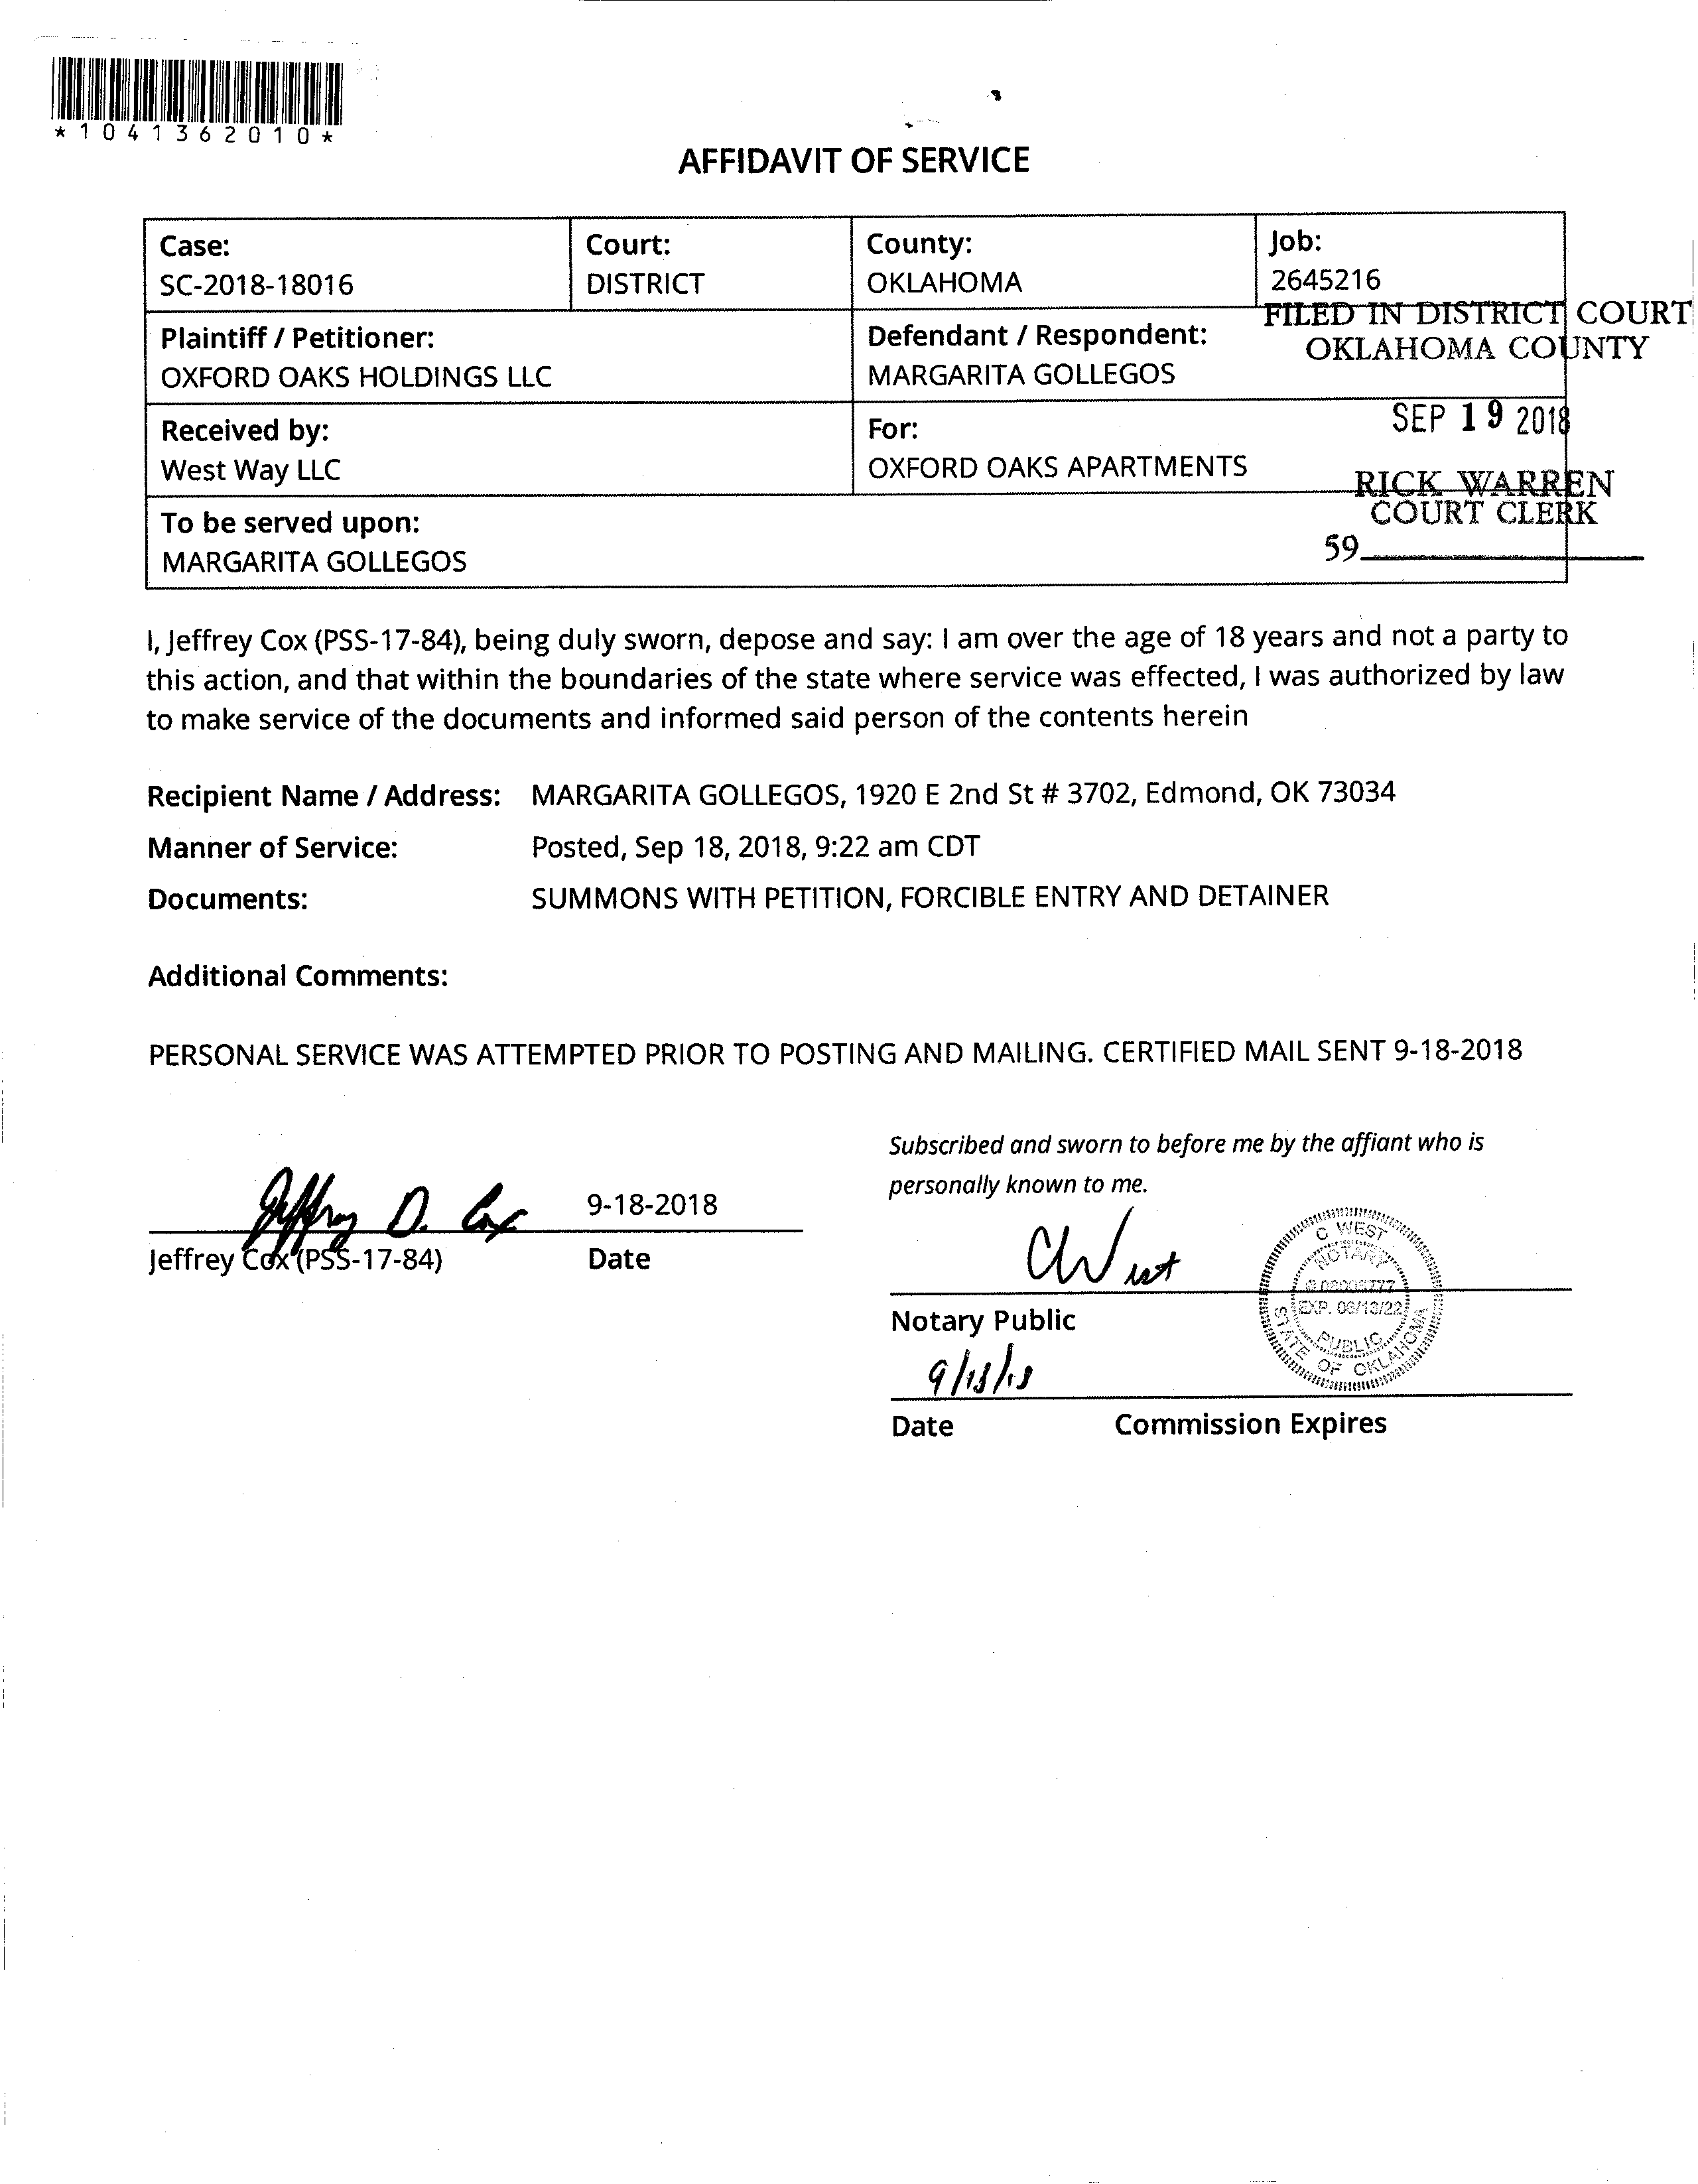 *1041362010*
AFFIDAVIT OF SERVICE
Case:
SC-2018-18016
Court:
DISTRICT
County:
OKLAHOMA
Job:
2645216
Plaintiff / Petitioner:
OXFORD OAKS HOLDINGS LLC
Defendant / Respondent:
MARGARITA GOLLEGOS
FILED IN DISTRICT COURT
OKLAHOMA COUNTY
Received by:
West Way LLC
For:
OXFORD OAKS APARTMENTS
SEP 19 2018
RICK WARREN
COURT CLERK
59
To be served upon:
MARGARITA GOLLEGOS
I, Jeffrey Cox (PSS-17-84), being duly sworn, depose and say: I am over the age of 18 years and not a party to
this action, and that within the boundaries of the state where service was effected, I was authorized by law
to make service of the documents and informed said person of the contents herein
Recipient Name / Address: MARGARITA GOLLEGOS, 1920 E 2nd St # 3702, Edmond, OK 73034
Manner of Service: Posted, Sep 18, 2018, 9:22 am CDT
Documents: SUMMONS WITH PETITION, FORCIBLE ENTRY AND DETAINER
Additional Comments:
PERSONAL SERVICE WAS ATTEMPTED PRIOR TO POSTING AND MAILING. CERTIFIED MAIL SENT 9-18-2018
Subscribed and sworn to before me by the affiant who is
personally known to me.
Jeffrey D. Cox 9-18-2018
Jeffrey Cox (PSS-17-84) Date
CWest
C WEST
NOTARY
EXP. 06/13/22
PUBLIC
STATE OF OKLAHOMA
Notary Public
9/18/18
Date Commission Expires